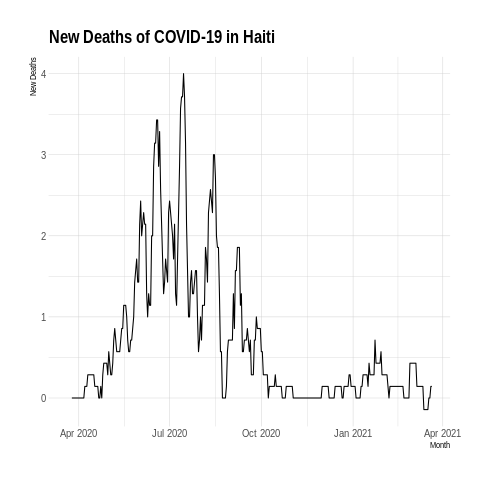 New Deaths of COVID-19 in Haiti
New Deaths
4
3
2
1
0
Apr 2020
Jul 2020
Oct 2020
Jan 2021
Apr 2021
Month